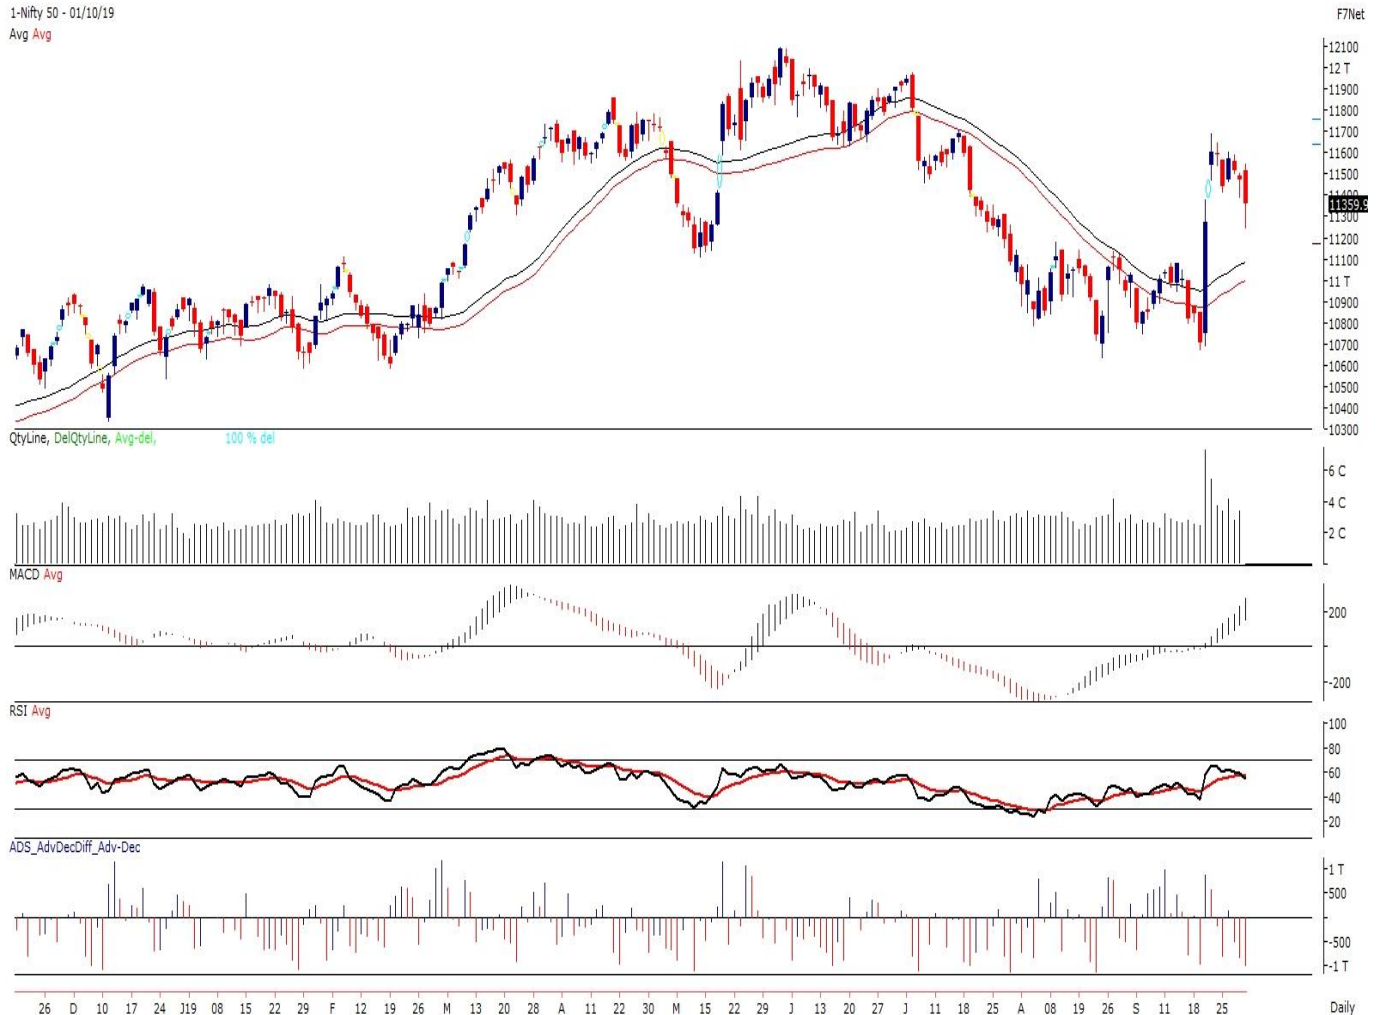 1-Nifty 50 - 01/10/19
F7Net
Avg Avg
12100
12 T
11900
11800
11700
11600
11500
11400
11359.9
11300
11200
11100
11 T
10900
10800
10700
10600
10500
10400
10300
QtyLine, DelQtyLine, Avg-del, 100 % del
6 C
4 C
2 C
MACD Avg
200
-200
RSI Avg
100
80
60
40
20
ADS_AdvDecDiff_Adv-Dec
1 T
500
-500
-1 T
26 D 10 17 24 J19 08 15 22 29 F 12 19 26 M 13 20 28 A 11 22 30 M 15 22 29 J 13 20 27 J 11 18 25 A 08 19 26 S 11 18 25 Daily